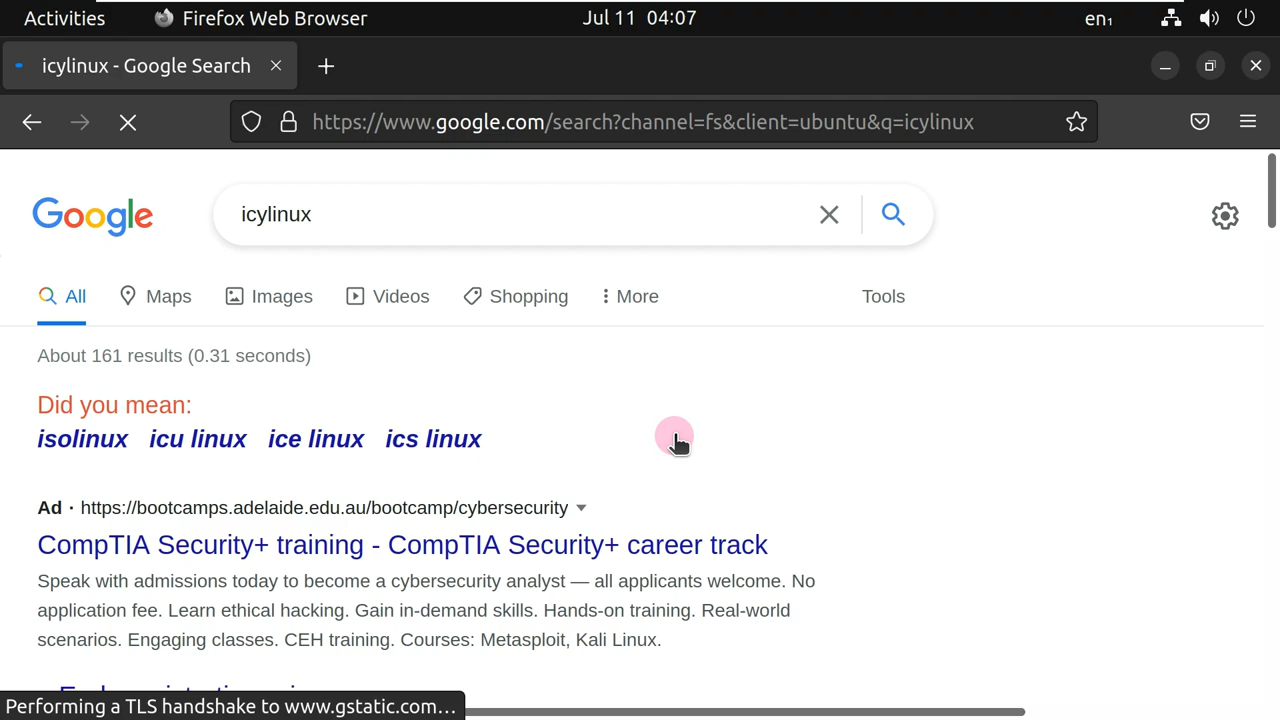 Activities Firefox Web Browser Jul 11 04:07 en₁
icylinux - Google Search
https://www.google.com/search?channel=fs&client=ubuntu&q=icylinux
Google icylinux
All Maps Images Videos Shopping More Tools
About 161 results (0.31 seconds)
Did you mean:
isolinux icu linux ice linux ics linux
Ad · https://bootcamps.adelaide.edu.au/bootcamp/cybersecurity
CompTIA Security+ training - CompTIA Security+ career track
Speak with admissions today to become a cybersecurity analyst — all applicants welcome. No
application fee. Learn ethical hacking. Gain in-demand skills. Hands-on training. Real-world
scenarios. Engaging classes. CEH training. Courses: Metasploit, Kali Linux.
Performing a TLS handshake to www.gstatic.com…